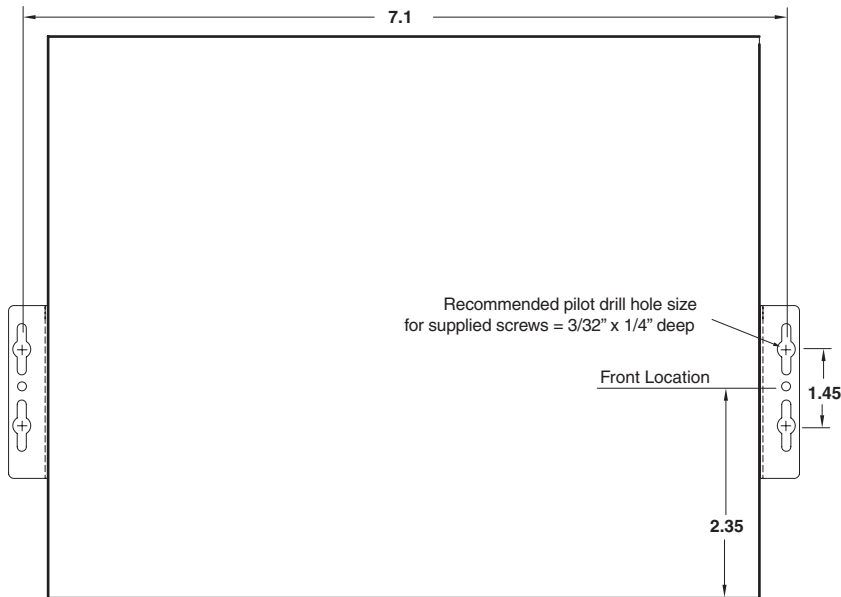 7.1
Recommended pilot drill hole size
for supplied screws = 3/32” x 1/4” deep
Front Location
1.45
2.35